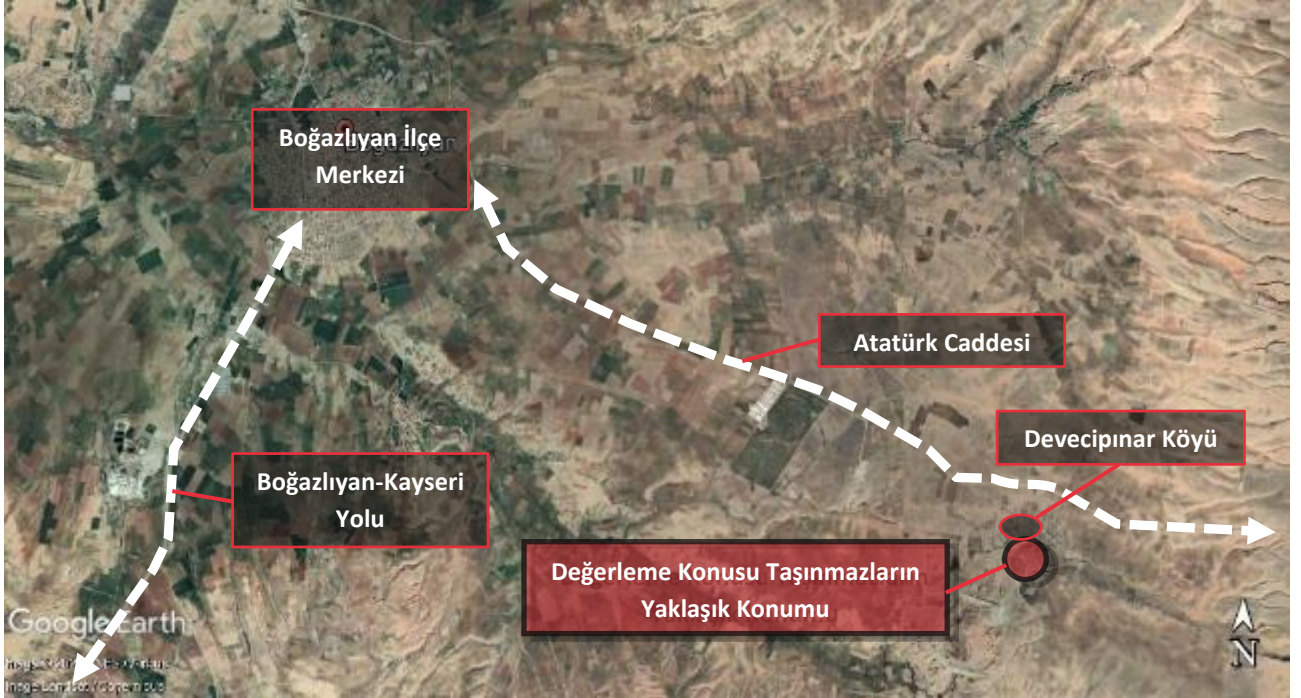 Boğazlıyan İlçe
Merkezi
Atatürk Caddesi
Devecipınar Köyü
Boğazlıyan-Kayseri
Yolu
Değerleme Konusu Taşınmazların
Yaklaşık Konumu
Google Earth
N